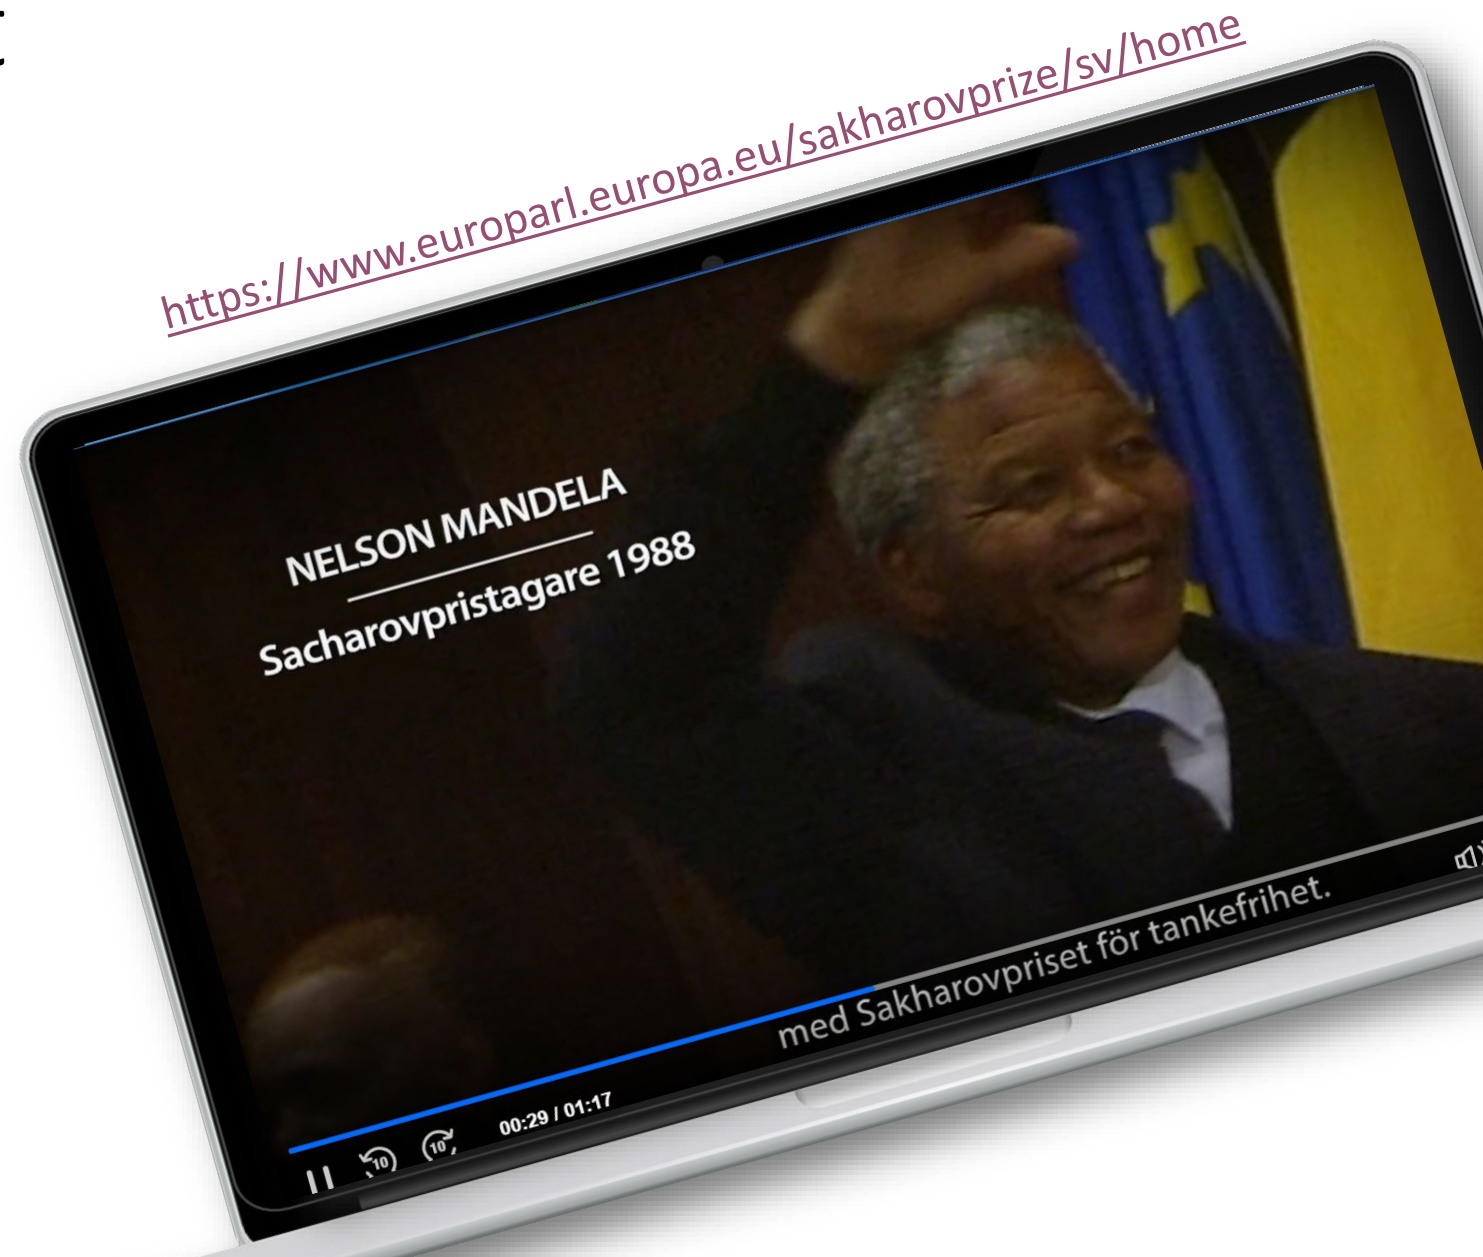 https://www.europarl.europa.eu/sakharovprize/sv/home
NELSON MANDELA
Sacharovpristagare 1988
med Sakharovpriset för tankefrihet.
10
10
00:29 / 01:17